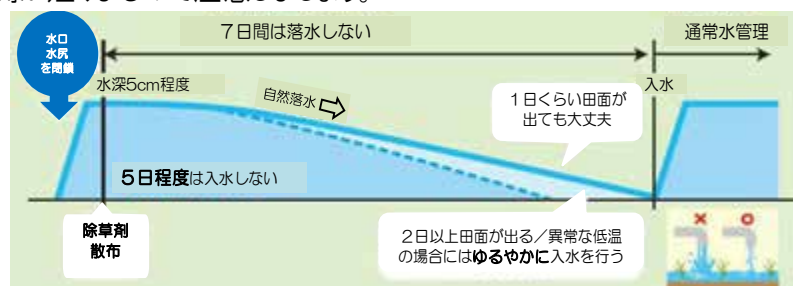 水口
水尻
を閉鎖
7日間は落水しない
通常水管理
水深5cm程度
自然落水
入水
1日くらい田面が
出ても大丈夫
5日程度は入水しない
除草剤
散布
2日以上田面が出る/異常な低温
の場合にはゆるやかに入水を行う
× ○